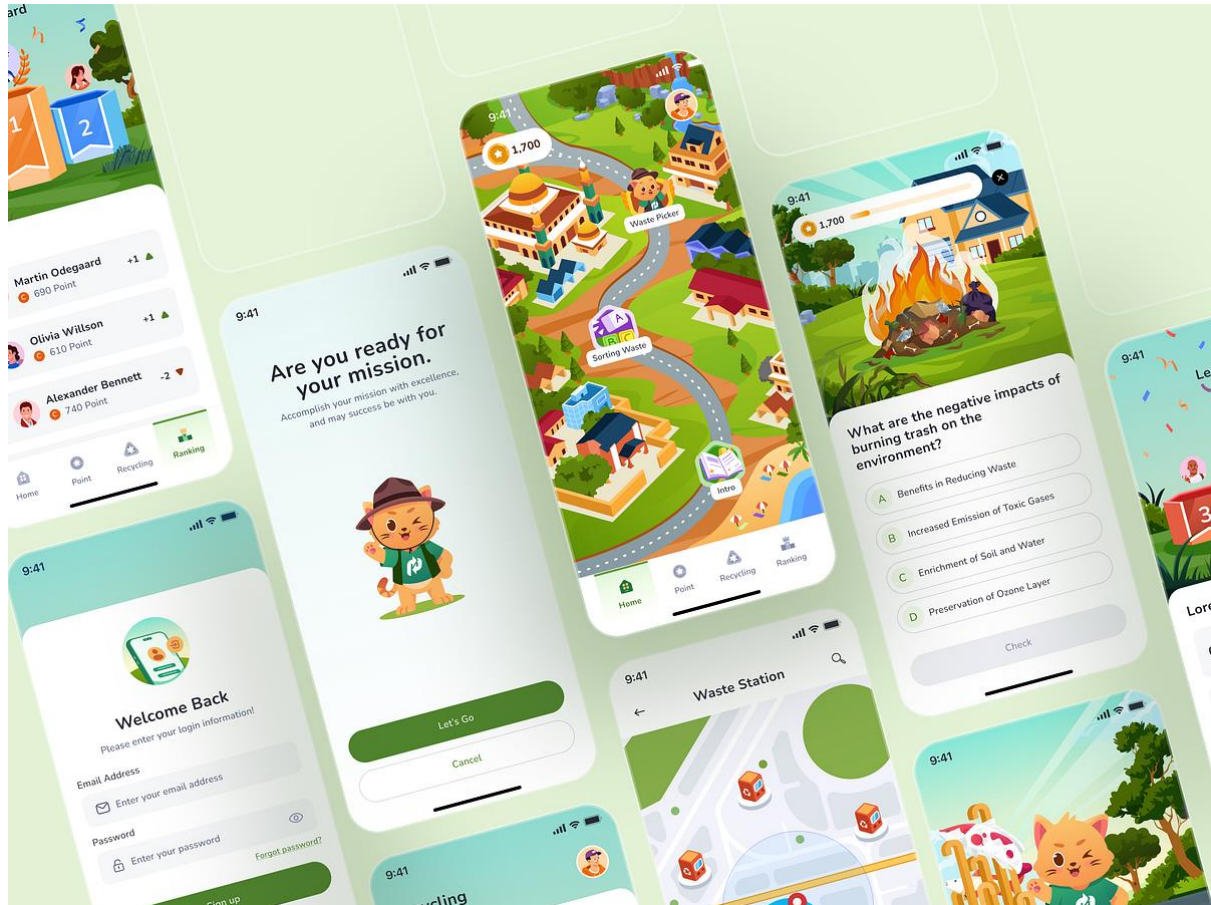 ard
1
2
Martin Odegaard
690 Point
+1
Olivia Willson
610 Point
+1
Alexander Bennett
740 Point
-2
Home
Point
Recycling
Ranking
9:41
Welcome Back
Please enter your login information!
Email Address
Enter your email address
Password
Enter your password
Forgot password?
Sign up
9:41
Are you ready for
your mission.
Accomplish your mission with excellence,
and may success be with you.
Let's Go
Cancel
9:41
ycling
9:41
1,700
Waste Picker
A
B C
Sorting Waste
Intro
Home
Point
Recycling
Ranking
9:41
Waste Station
9:41
1,700
What are the negative impacts of
burning trash on the
environment?
A Benefits in Reducing Waste
B Increased Emission of Toxic Gases
C Enrichment of Soil and Water
D Preservation of Ozone Layer
Check
9:41
9:41
Le
3
Lore